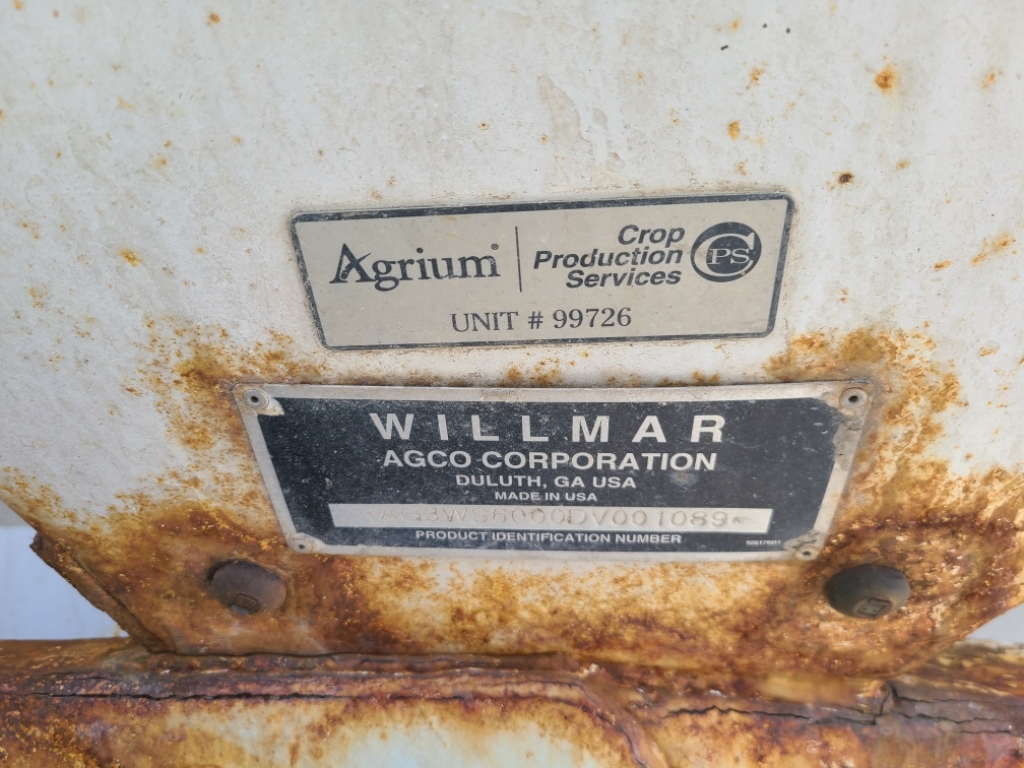 Agrium
Crop
Production
Services
CPS
UNIT # 99726
WILLMAR
AGCO CORPORATION
DULUTH, GA USA
MADE IN USA
*AG3WS6000DV001089*
PRODUCT IDENTIFICATION NUMBER